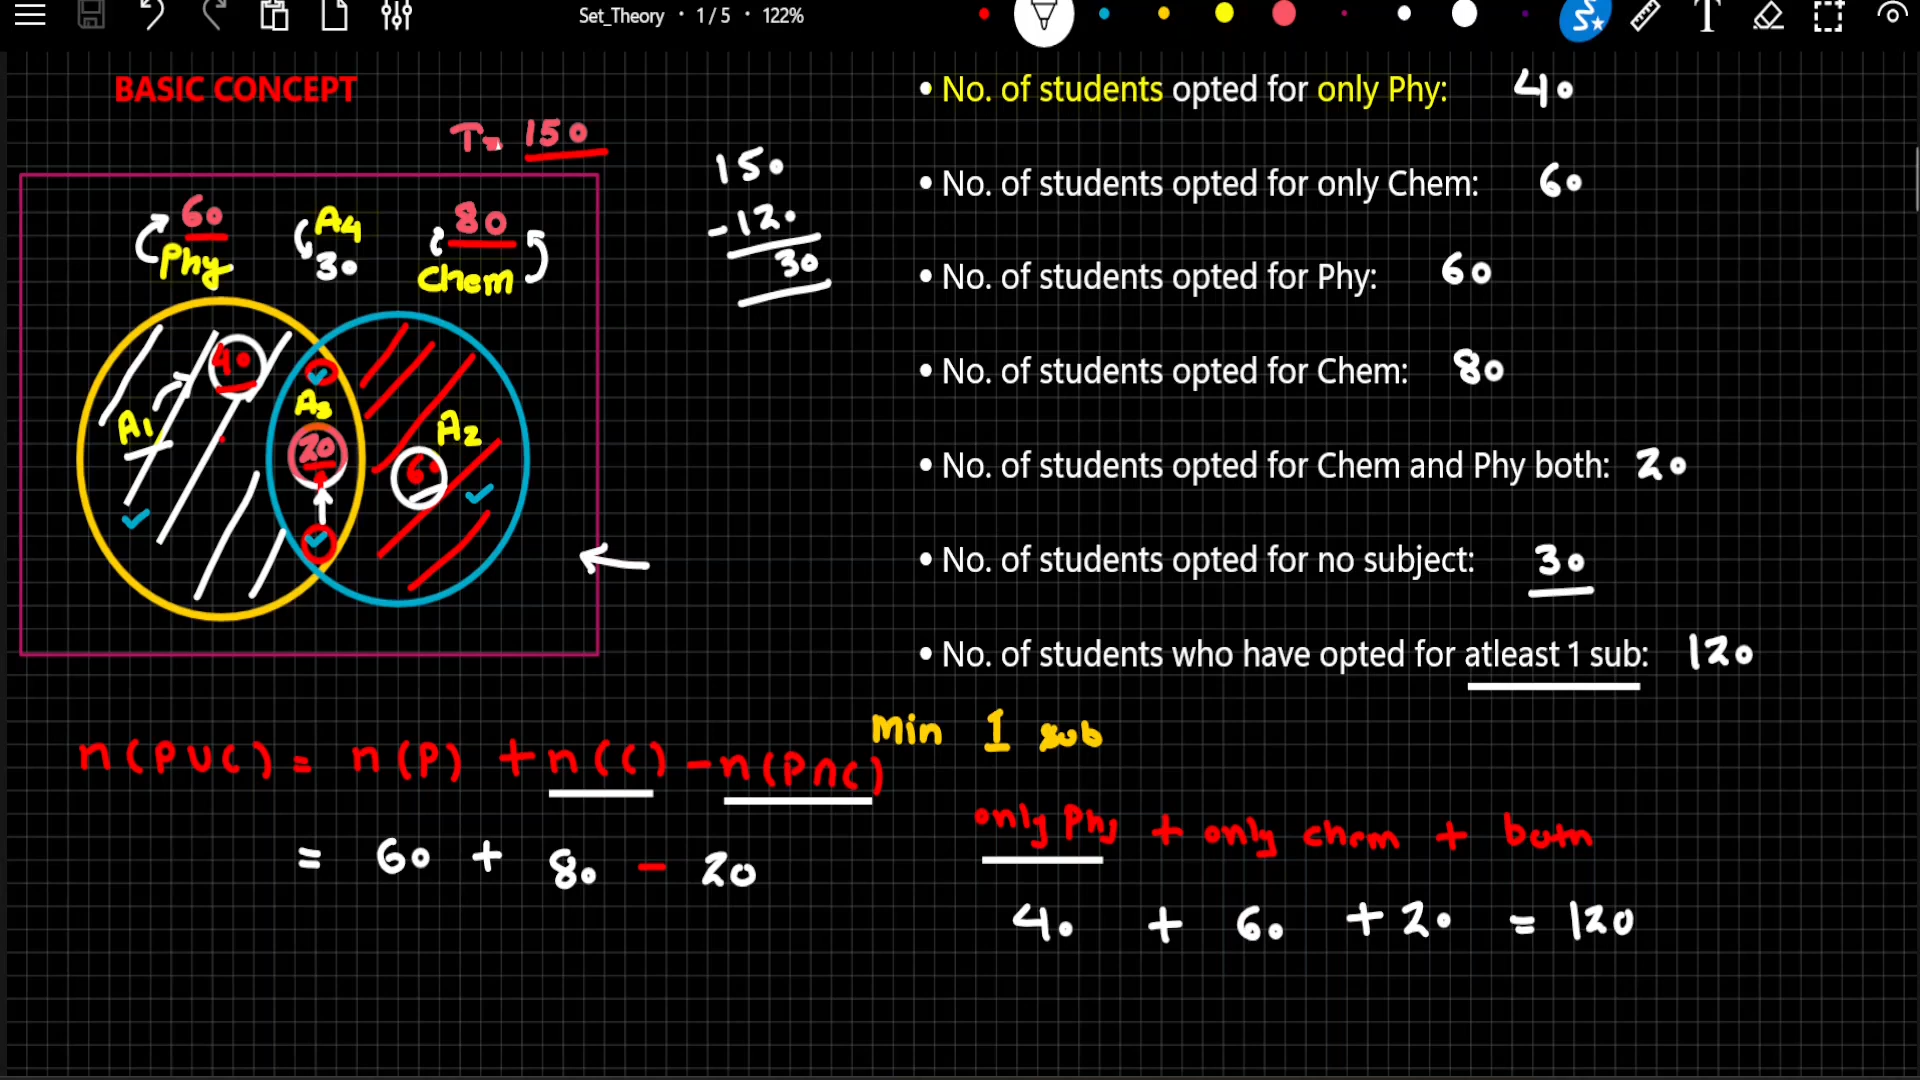 Set_Theory • 1 / 5 • 122%
BASIC CONCEPT
T= 150
60
Phy
A4
30
80
Chem
40
A1
A3
20
A2
60
150
-120
30
• No. of students opted for only Phy: 40
• No. of students opted for only Chem: 60
• No. of students opted for Phy: 60
• No. of students opted for Chem: 80
• No. of students opted for Chem and Phy both: 20
• No. of students opted for no subject: 30
• No. of students who have opted for atleast 1 sub: 120
n(PUC) = n(P) + n(C) - n(P∩C)
= 60 + 80 - 20
Min 1 sub
only Phy + only chem + both
40 + 60 + 20 = 120